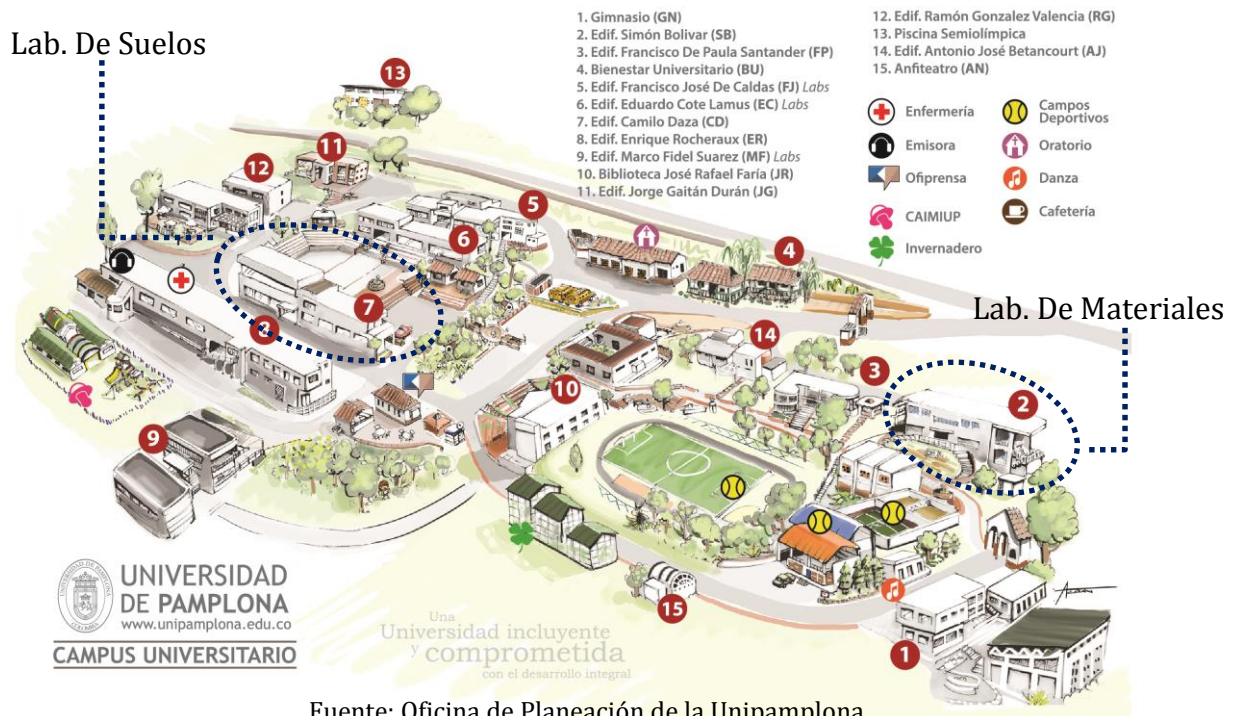 Lab. De Suelos
1. Gimnasio (GN)
2. Edif. Simón Bolivar (SB)
3. Edif. Francisco De Paula Santander (FP)
4. Bienestar Universitario (BU)
5. Edif. Francisco José De Caldas (FJ) Labs
6. Edif. Eduardo Cote Lamus (EC) Labs
7. Edif. Camilo Daza (CD)
8. Edif. Enrique Rocheraux (ER)
9. Edif. Marco Fidel Suarez (MF) Labs
10. Biblioteca José Rafael Faría (JR)
11. Edif. Jorge Gaitán Durán (JG)
12. Edif. Ramón Gonzalez Valencia (RG)
13. Piscina Semiolímpica
14. Edif. Antonio José Betancourt (AJ)
15. Anfiteatro (AN)
Enfermería
Emisora
Ofiprensa
CAIMIUP
Invernadero
Campos
Deportivos
Oratorio
Danza
Cafetería
Lab. De Materiales
13
11
12
5
6
4
7
8
14
3
2
10
9
15
1
UNIVERSIDAD
DE PAMPLONA
www.unipamplona.edu.co
CAMPUS UNIVERSITARIO
Una
Universidad incluyente
y comprometida
con el desarrollo integral
Fuente: Oficina de Planeación de la Unipamplona